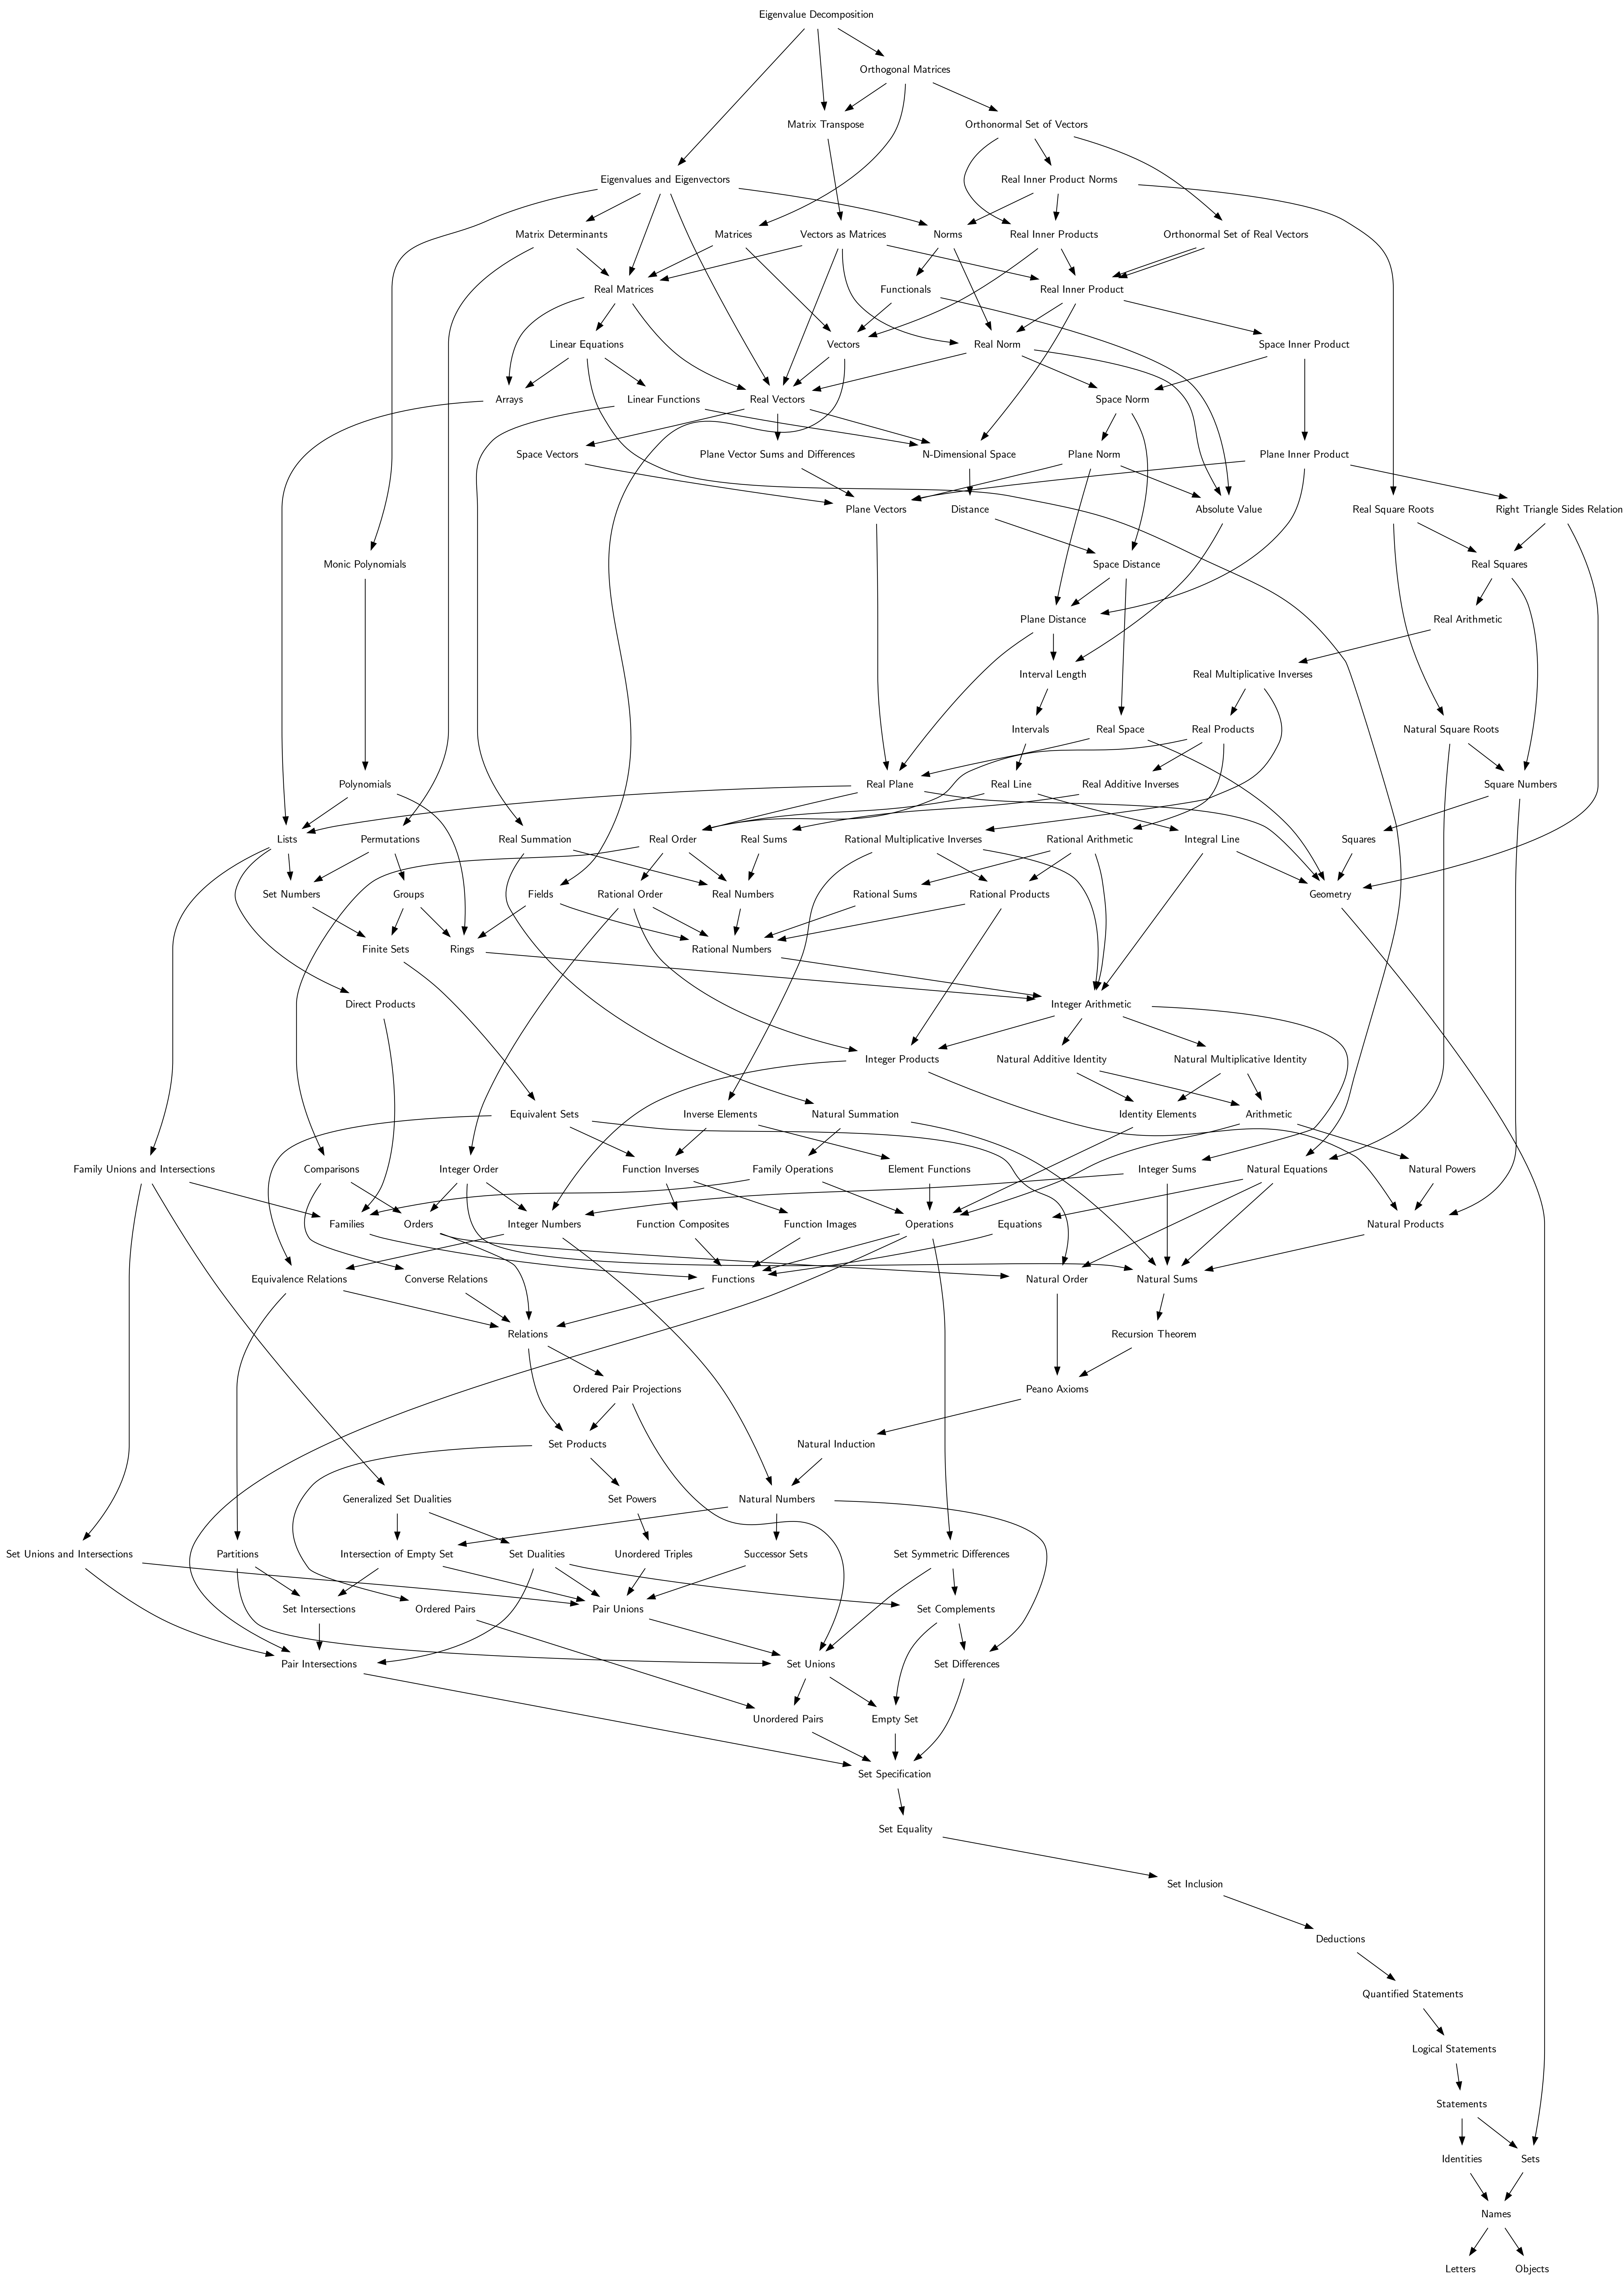 Eigenvalue Decomposition
Orthogonal Matrices
Matrix Transpose
Orthonormal Set of Vectors
Eigenvalues and Eigenvectors
Real Inner Product Norms
Matrix Determinants
Matrices
Vectors as Matrices
Norms
Real Inner Products
Orthonormal Set of Real Vectors
Real Matrices
Functionals
Real Inner Product
Linear Equations
Vectors
Real Norm
Space Inner Product
Arrays
Linear Functions
Real Vectors
Space Norm
Space Vectors
Plane Vector Sums and Differences
N-Dimensional Space
Plane Norm
Plane Inner Product
Plane Vectors
Distance
Absolute Value
Real Square Roots
Right Triangle Sides Relation
Monic Polynomials
Space Distance
Real Squares
Plane Distance
Real Arithmetic
Interval Length
Real Multiplicative Inverses
Intervals
Real Space
Real Products
Natural Square Roots
Polynomials
Real Plane
Real Line
Real Additive Inverses
Square Numbers
Lists
Permutations
Real Summation
Real Order
Real Sums
Rational Multiplicative Inverses
Rational Arithmetic
Integral Line
Squares
Set Numbers
Groups
Fields
Rational Order
Real Numbers
Rational Sums
Rational Products
Geometry
Finite Sets
Rings
Rational Numbers
Direct Products
Integer Arithmetic
Integer Products
Natural Additive Identity
Natural Multiplicative Identity
Equivalent Sets
Inverse Elements
Natural Summation
Identity Elements
Arithmetic
Family Unions and Intersections
Comparisons
Integer Order
Function Inverses
Family Operations
Element Functions
Integer Sums
Natural Equations
Natural Powers
Families
Orders
Integer Numbers
Function Composites
Function Images
Operations
Equations
Natural Products
Equivalence Relations
Converse Relations
Functions
Natural Order
Natural Sums
Relations
Recursion Theorem
Ordered Pair Projections
Peano Axioms
Set Products
Natural Induction
Generalized Set Dualities
Set Powers
Natural Numbers
Set Unions and Intersections
Partitions
Intersection of Empty Set
Set Dualities
Unordered Triples
Successor Sets
Set Symmetric Differences
Set Intersections
Ordered Pairs
Pair Unions
Set Complements
Pair Intersections
Set Unions
Set Differences
Unordered Pairs
Empty Set
Set Specification
Set Equality
Set Inclusion
Deductions
Quantified Statements
Logical Statements
Statements
Identities
Sets
Names
Letters
Objects